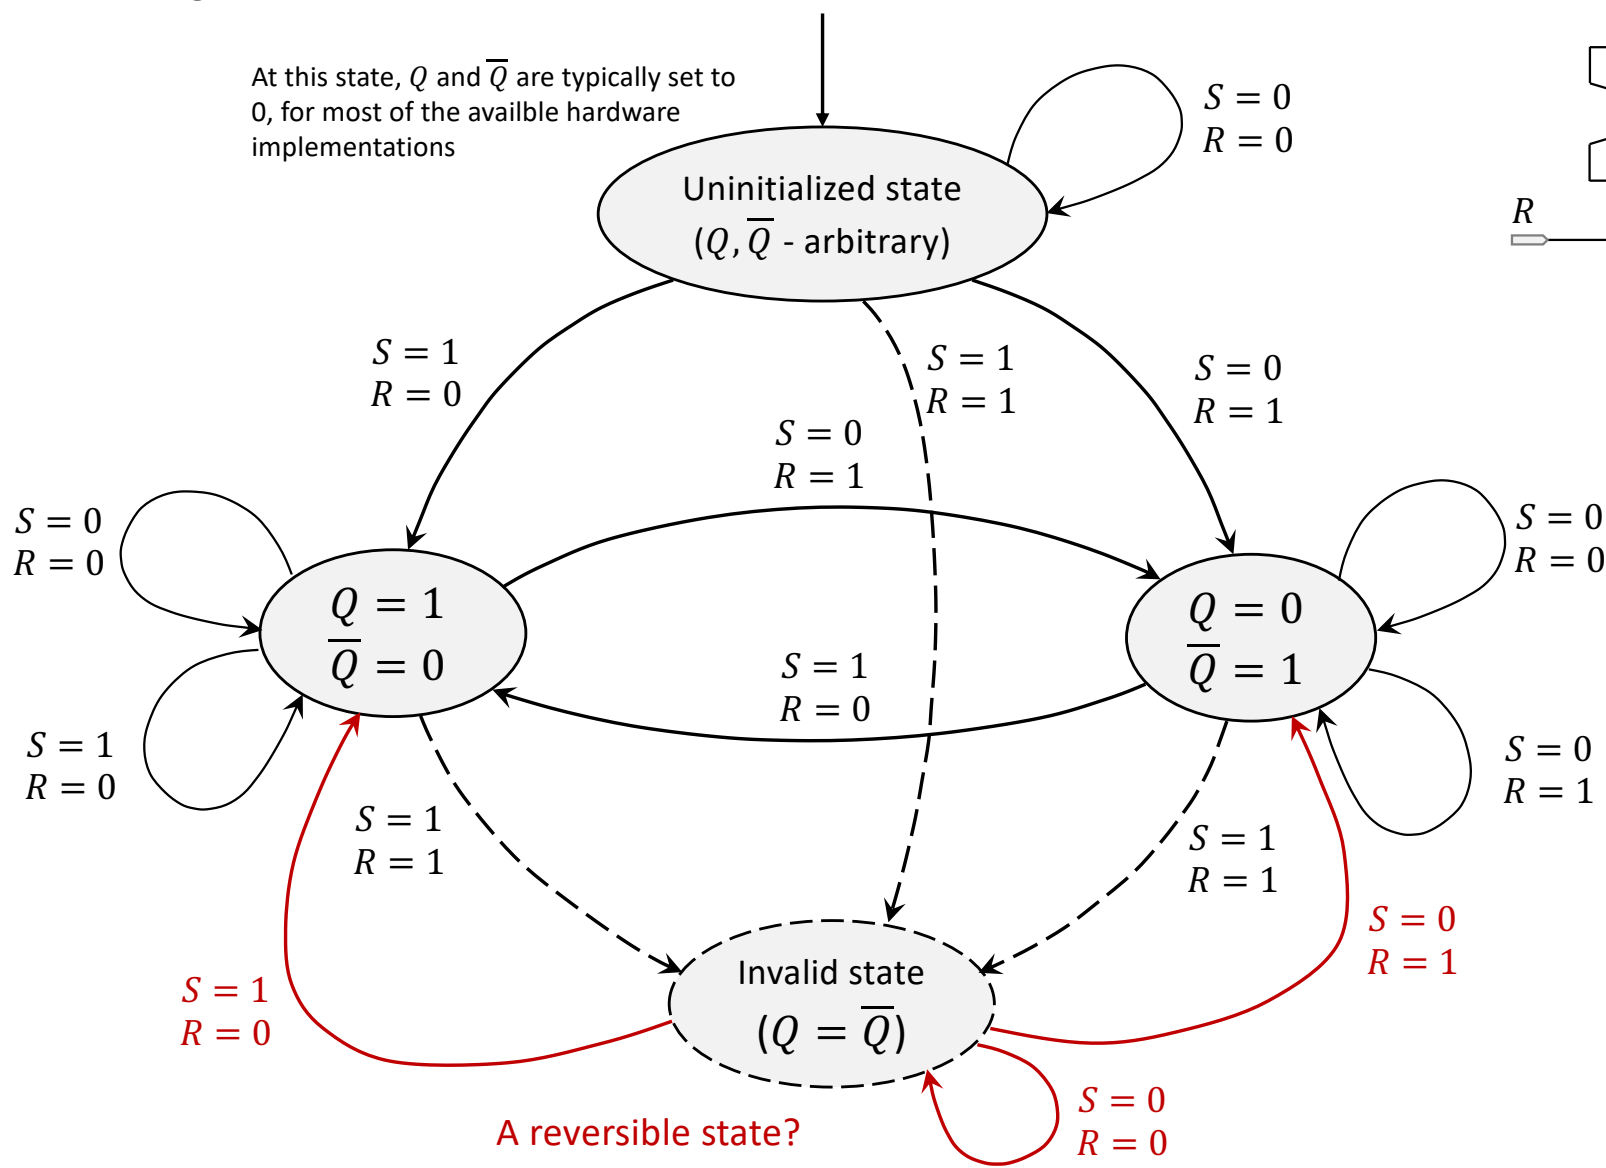 At this state, Q and Q̅ are typically set to
0, for most of the availble hardware
implementations
S = 0
R = 0
Uninitialized state
(Q, Q̅ - arbitrary)
R
S = 1
R = 0
S = 1
R = 1
S = 0
R = 1
S = 0
R = 1
S = 0
R = 0
S = 0
R = 0
Q = 1
Q̅ = 0
Q = 0
Q̅ = 1
S = 1
R = 0
S = 1
R = 0
S = 0
R = 1
S = 1
R = 1
S = 1
R = 1
S = 0
R = 1
Invalid state
(Q = Q̅)
S = 1
R = 0
S = 0
R = 0
A reversible state?